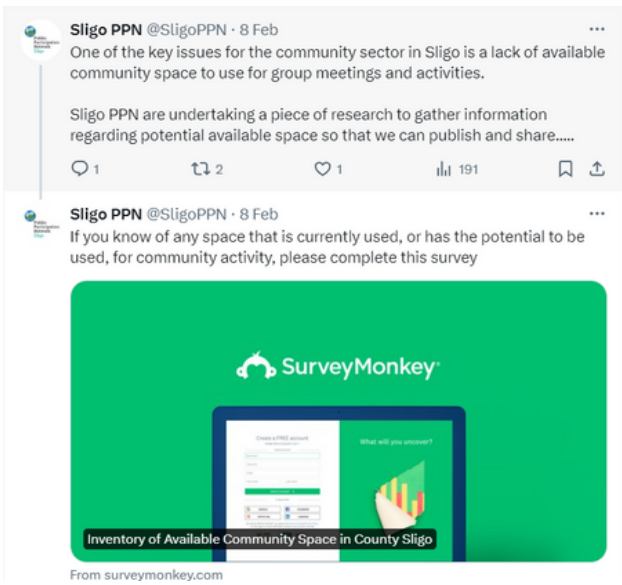 Sligo PPN @SligoPPN · 8 Feb
One of the key issues for the community sector in Sligo is a lack of available
community space to use for group meetings and activities.
Sligo PPN are undertaking a piece of research to gather information
regarding potential available space so that we can publish and share.....
1 2 1 191
Sligo PPN @SligoPPN · 8 Feb
If you know of any space that is currently used, or has the potential to be
used, for community activity, please complete this survey
SurveyMonkey
Create a FREE account
What will you uncover?
Inventory of Available Community Space in County Sligo
From surveymonkey.com